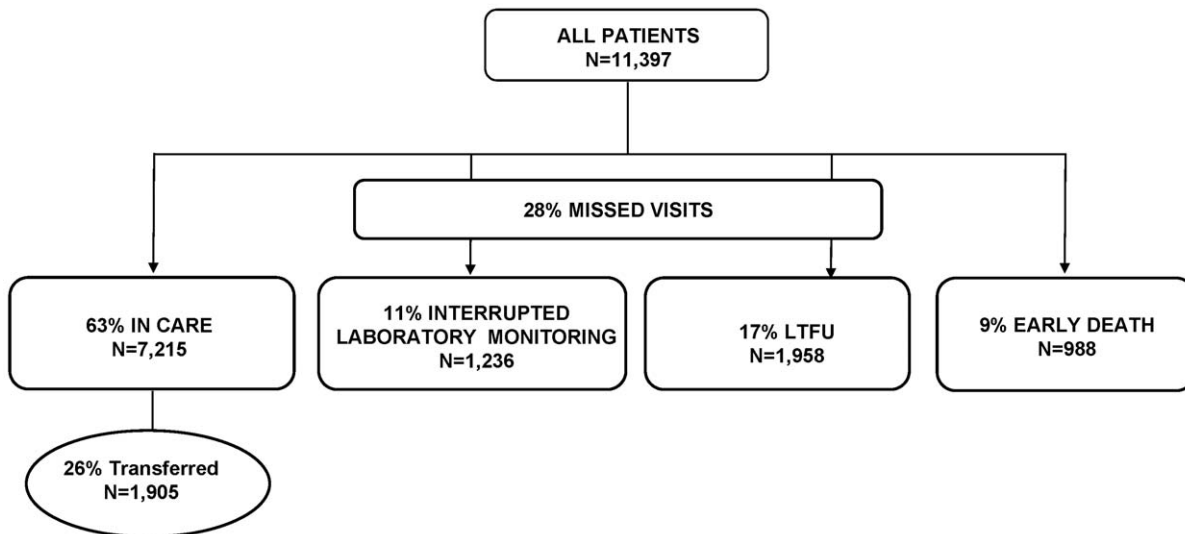 ALL PATIENTS
N=11,397
28% MISSED VISITS
63% IN CARE
N=7,215
11% INTERRUPTED
LABORATORY MONITORING
N=1,236
17% LTFU
N=1,958
9% EARLY DEATH
N=988
26% Transferred
N=1,905